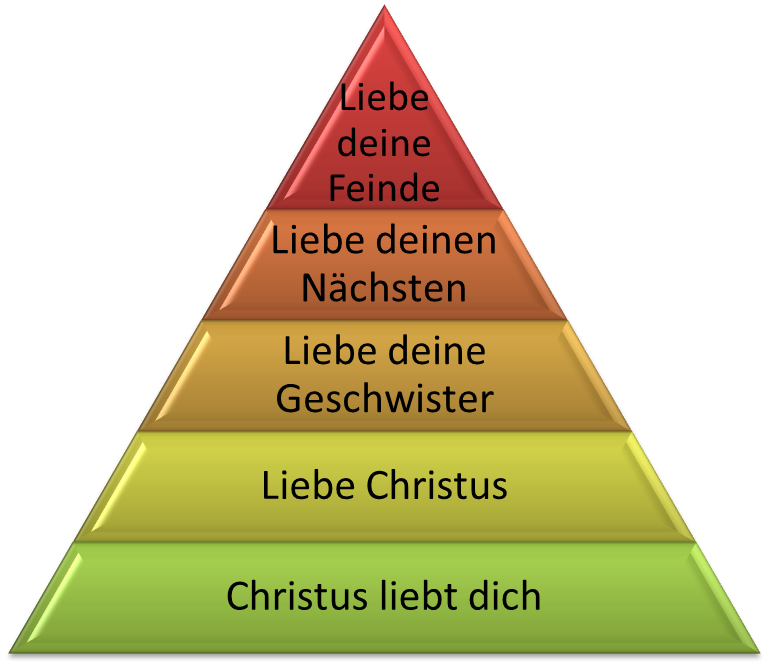 Liebe
deine
Feinde
Liebe deinen
Nächsten
Liebe deine
Geschwister
Liebe Christus
Christus liebt dich